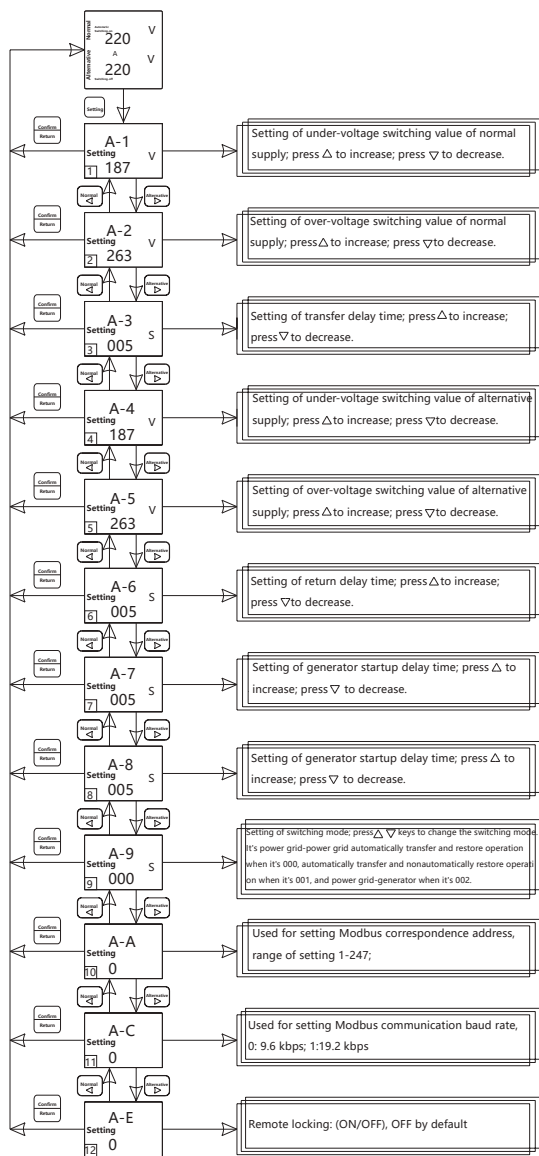 Normal
Automatic
Switching-on
220 V
A
V
Alternative
220
Switching-off
Setting
Confirm
Return
A-1
Setting V
1 187
Setting of under-voltage switching value of normal
supply; press △ to increase; press ▽ to decrease.
Normal ◁
Alternative ▷
Confirm
Return
A-2
Setting V
2 263
Setting of over-voltage switching value of normal
supply; press△ to increase; press ▽to decrease.
Normal ◁
Alternative ▷
Confirm
Return
A-3
Setting S
3 005
Setting of transfer delay time; press△to increase;
press▽to decrease.
Normal ◁
Alternative ▷
Confirm
Return
A-4
Setting V
4 187
Setting of under-voltage switching value of alternative
supply; press △to increase; press ▽to decrease.
Normal ◁
Alternative ▷
Confirm
Return
A-5
Setting V
5 263
Setting of over-voltage switching value of alternative
supply; press △to increase; press ▽to decrease.
Normal ◁
Alternative ▷
Confirm
Return
A-6
Setting S
6 005
Setting of return delay time; press△to increase;
press ▽to decrease.
Normal ◁
Alternative ▷
Confirm
Return
A-7
Setting S
7 005
Setting of generator startup delay time; press △ to
increase; press ▽ to decrease.
Normal ◁
Alternative ▷
Confirm
Return
A-8
Setting S
8 005
Setting of generator startup delay time; press △ to
increase; press ▽ to decrease.
Normal ◁
Alternative ▷
Confirm
Return
A-9
Setting S
9 000
Setting of switching mode; press△ ▽ keys to change the switching mode.
It's power grid-power grid automatically transfer and restore operation
when it's 000, automatically transfer and nonautomatically restore operati
on when it's 001, and power grid-generator when it's 002.
Normal ◁
Alternative ▷
Confirm
Return
A-A
Setting
10 0
Used for setting Modbus correspondence address,
range of setting 1-247;
Normal ◁
Alternative ▷
Confirm
Return
A-C
Setting
11 0
Used for setting Modbus communication baud rate,
0: 9.6 kbps; 1:19.2 kbps
Normal ◁
Alternative ▷
Confirm
Return
A-E
Setting
12 0
Remote locking: (ON/OFF), OFF by default